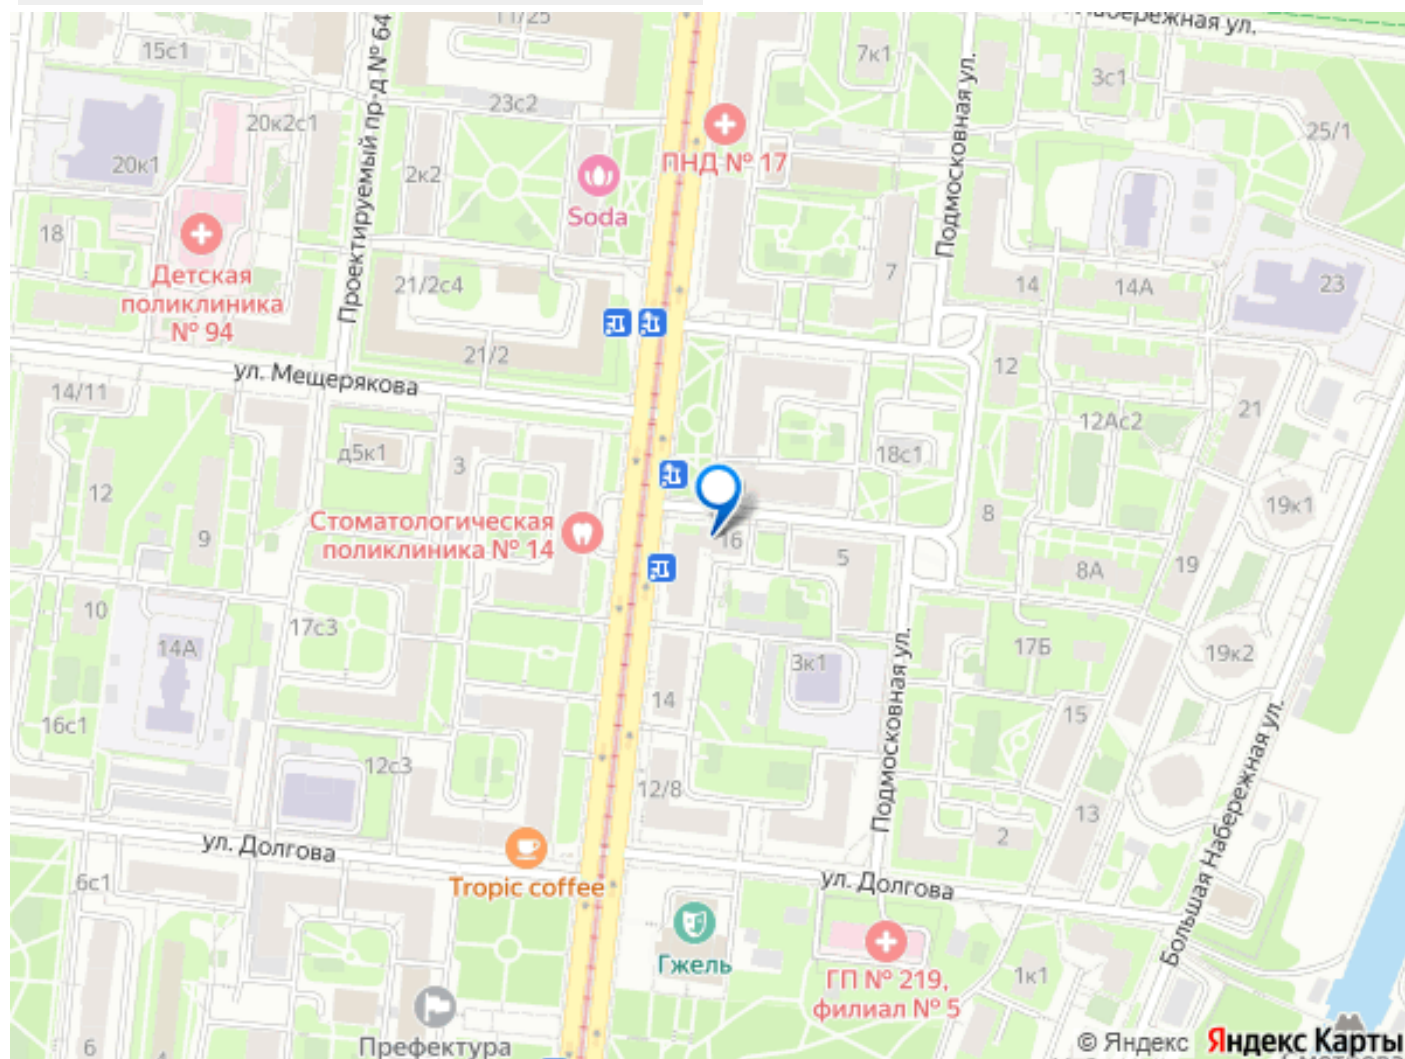 11/25
Набережная ул.
15с1
Проектируемый пр-д № 64
7к1
Подмосковная ул.
3с1
23с2
20к2с1
25/1
20к1
2к2
ПНД № 17
Soda
18
Детская
поликлиника
№ 94
21/2с4
7
14
14А
23
21/2
ул. Мещерякова
12
14/11
21
12Ас2
д5к1
3
18с1
12
19к1
8
Стоматологическая
поликлиника № 14
9
16
5
8А
19
10
17с3
14А
17Б
19к2
3к1
Подмосковная ул.
14
16с1
15
Большая Набережная ул.
12с3
12/8
13
2
ул. Долгова
Tropic coffee
6с1
ул. Долгова
Гжель
ГП № 219,
филиал № 5
1к1
6
Префектура
© Яндекс Яндекс Карты